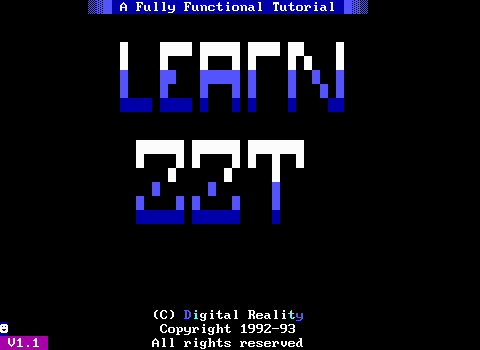 A Fully Functional Tutorial
LEARN
ZZT
(C) Digital Reality
Copyright 1992-93
V1.1
All rights reserved